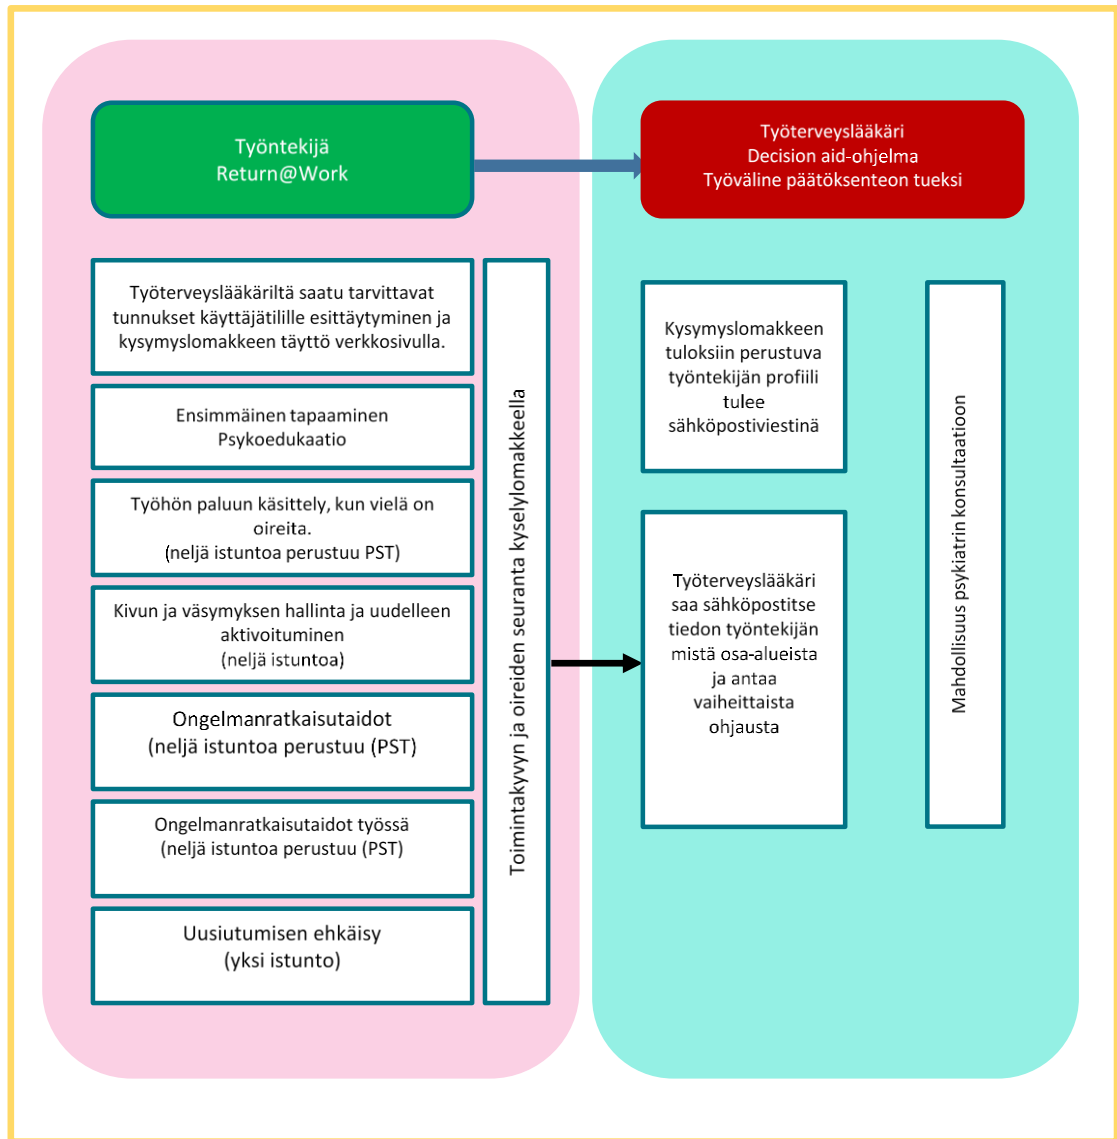 Työntekijä
Return@Work
Työterveyslääkäri
Decision aid-ohjelma
Työväline päätöksenteon tueksi
Työterveyslääkäriltä saatu tarvittavat
tunnukset käyttäjätilille esittäytyminen ja
kysymyslomakkeen täyttö verkkosivulla.
Ensimmäinen tapaaminen
Psykoedukaatio
Työhön paluun käsittely, kun vielä on
oireita.
(neljä istuntoa perustuu PST)
Kivun ja väsymyksen hallinta ja uudelleen
aktivoituminen
(neljä istuntoa)
Ongelmanratkaisutaidot
(neljä istuntoa perustuu (PST)
Ongelmanratkaisutaidot työssä
(neljä istuntoa perustuu (PST)
Uusiutumisen ehkäisy
(yksi istunto)
Toimintakyvyn ja oireiden seuranta kyselylomakkeella
Kysymyslomakkeen
tuloksiin perustuva
työntekijän profiili
tulee
sähköpostiviestinä
Työterveyslääkäri
saa sähköpostitse
tiedon työntekijän
mistä osa-alueista
ja antaa
vaiheittaista
ohjausta
Mahdollisuus psykiatrin konsultaatioon